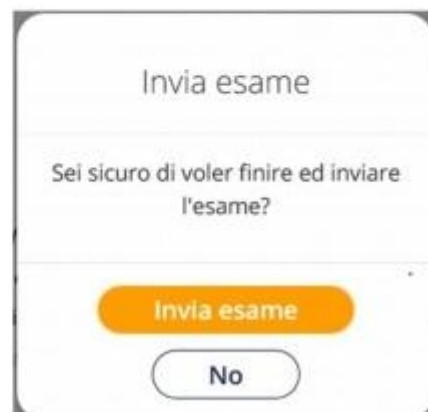 Invia esame
Sei sicuro di voler finire ed inviare
l'esame?
Invia esame
No